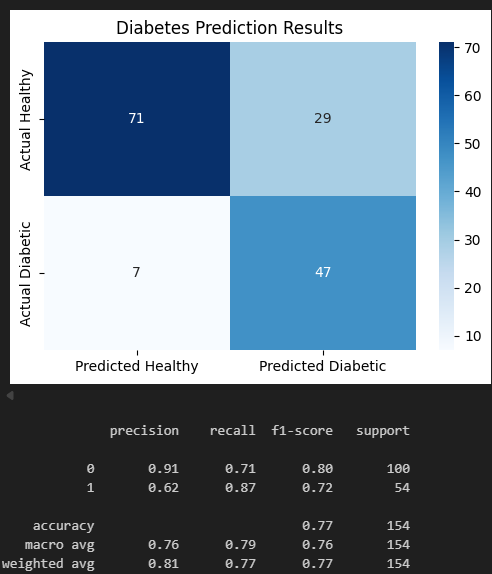 Diabetes Prediction Results
Actual Healthy
71
29
70
60
50
40
30
20
10
Actual Diabetic
7
47
Predicted Healthy
Predicted Diabetic
precision recall f1-score support
0 0.91 0.71 0.80 100
1 0.62 0.87 0.72 54
accuracy 0.77 154
macro avg 0.76 0.79 0.76 154
weighted avg 0.81 0.77 0.77 154